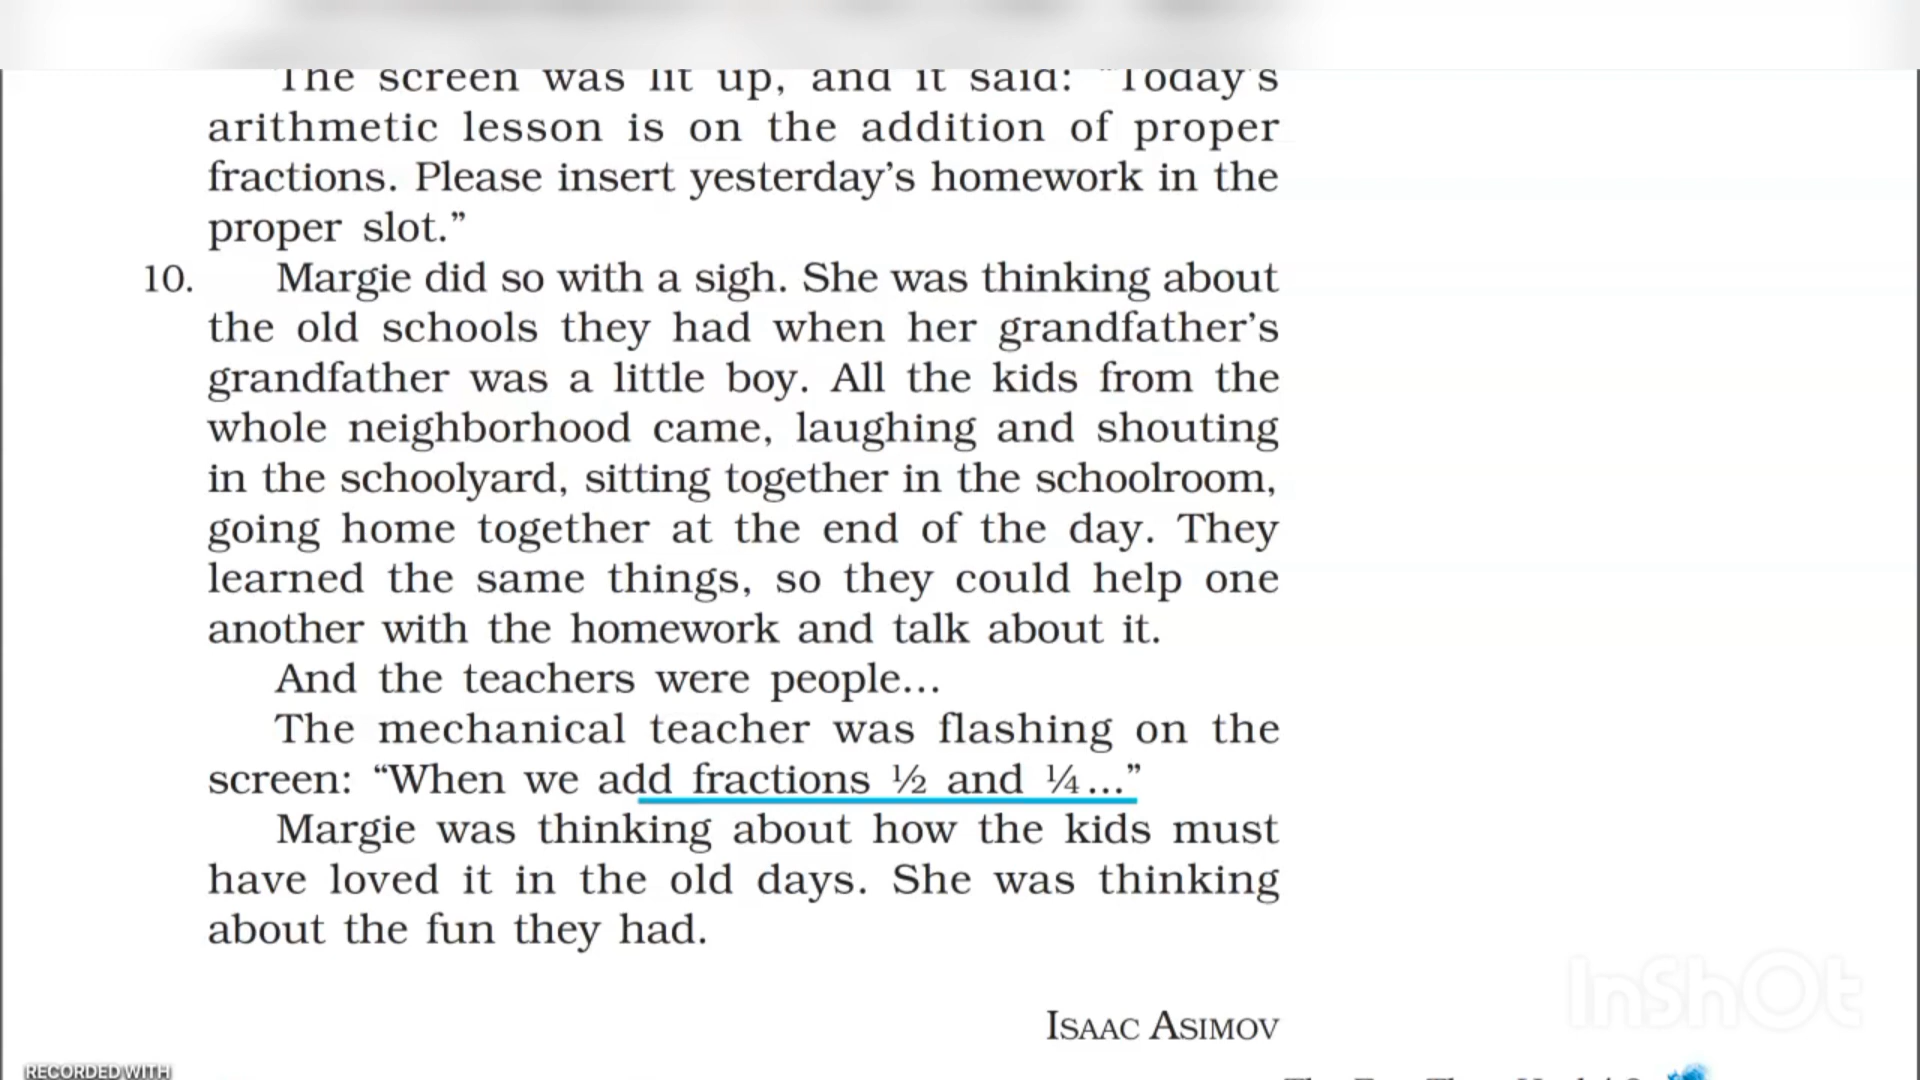 The screen was lit up, and it said: “Today’s
arithmetic lesson is on the addition of proper
fractions. Please insert yesterday’s homework in the
proper slot.”
10. Margie did so with a sigh. She was thinking about
the old schools they had when her grandfather’s
grandfather was a little boy. All the kids from the
whole neighborhood came, laughing and shouting
in the schoolyard, sitting together in the schoolroom,
going home together at the end of the day. They
learned the same things, so they could help one
another with the homework and talk about it.
And the teachers were people...
The mechanical teacher was flashing on the
screen: “When we add fractions ½ and ¼...”
Margie was thinking about how the kids must
have loved it in the old days. She was thinking
about the fun they had.
ISAAC ASIMOV
InShOt
RECORDED WITH